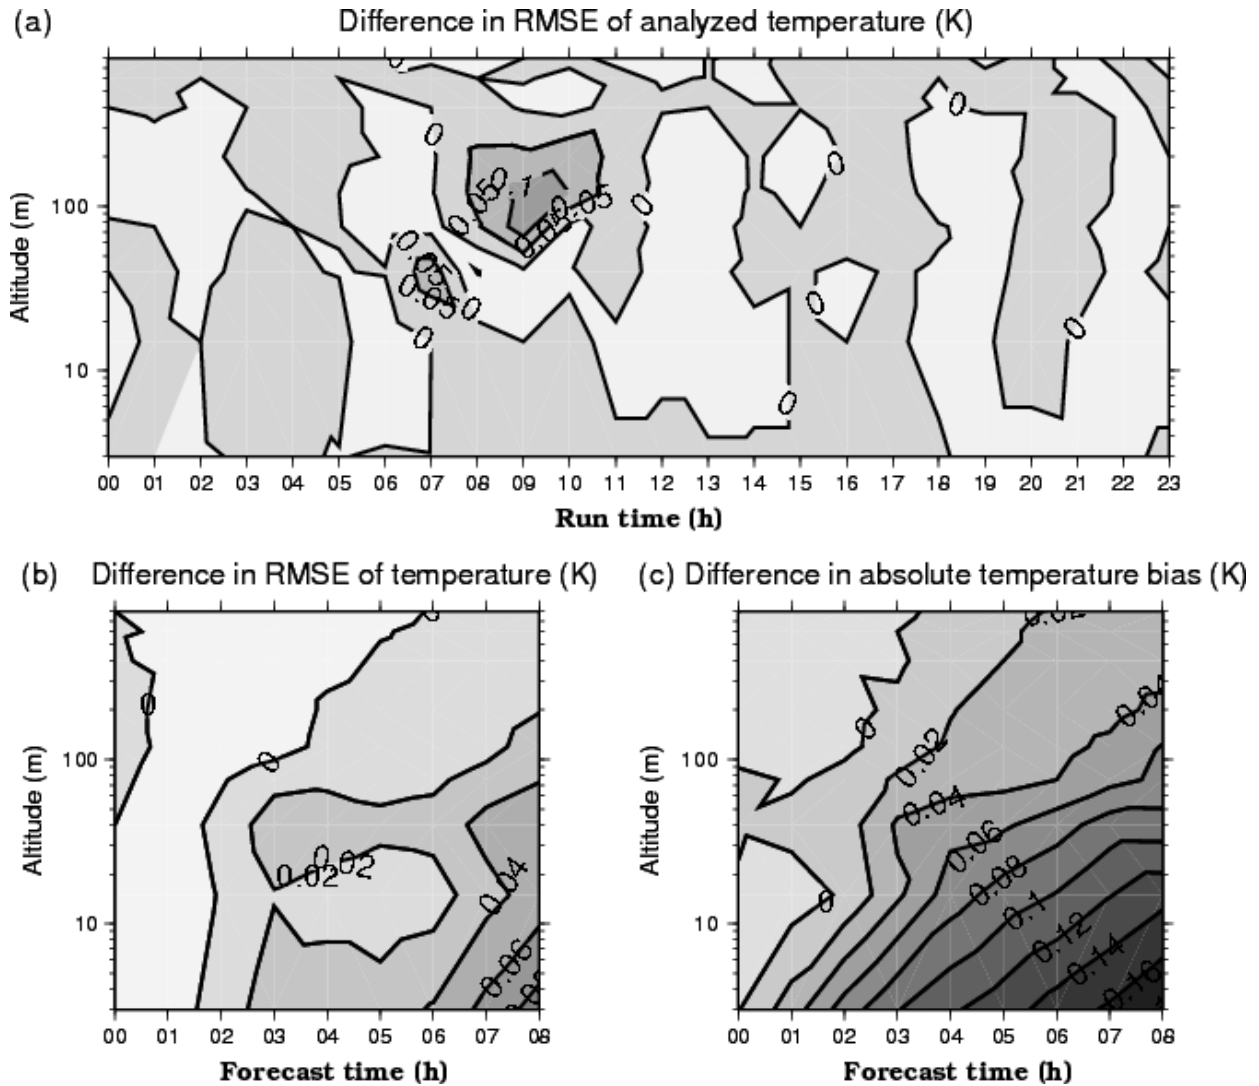 (a) Difference in RMSE of analyzed temperature (K)
Altitude (m)
100
10
0 0 0 0 0 0 0 0 0 0 0 0
0.05
0.05
00 01 02 03 04 05 06 07 08 09 10 11 12 13 14 15 16 17 18 19 20 21 22 23
Run time (h)
(b) Difference in RMSE of temperature (K)
Altitude (m)
100
10
0
0
0
0.02
0.02
0.04
0.06
00 01 02 03 04 05 06 07 08
Forecast time (h)
(c) Difference in absolute temperature bias (K)
Altitude (m)
100
10
0.02
0.04
0
0.02
0.04
0.06
0.08
0
0.1
0.12
0.14
0.16
00 01 02 03 04 05 06 07 08
Forecast time (h)